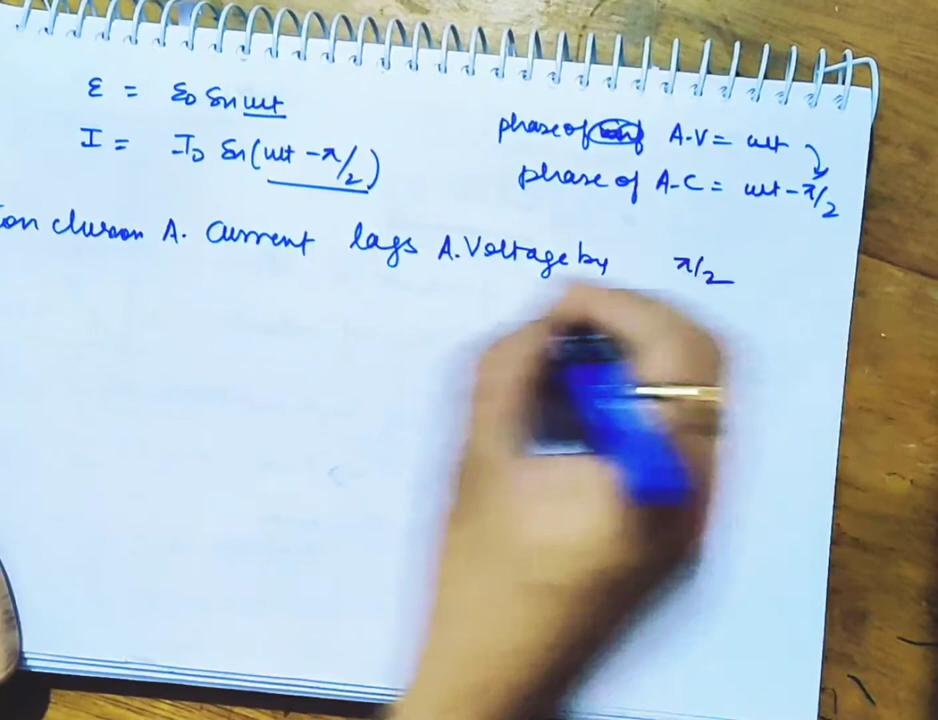 ε = ε0 Sin ωt
I = I0 Sin (ωt - π/2)
phase of A-V = ωt
phase of A-C = ωt - π/2
Conclusion A. Current lags A. Voltage by π/2